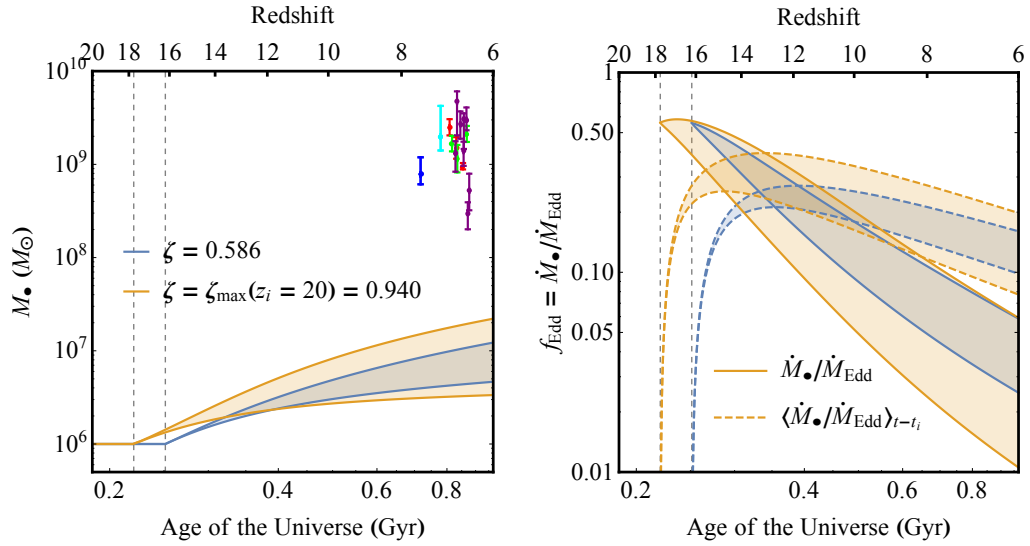 Redshift
20 18 16 14 12 10 8 6
10^10
10^9
10^8
10^7
10^6
M• (M⊙)
ζ = 0.586
ζ = ζmax(zi = 20) = 0.940
0.2 0.4 0.6 0.8
Age of the Universe (Gyr)
Redshift
20 18 16 14 12 10 8 6
1
0.50
0.10
0.05
0.01
fEdd = Ṁ•/ṀEdd
Ṁ•/ṀEdd
⟨Ṁ•/ṀEdd⟩t−ti
0.2 0.4 0.6 0.8
Age of the Universe (Gyr)